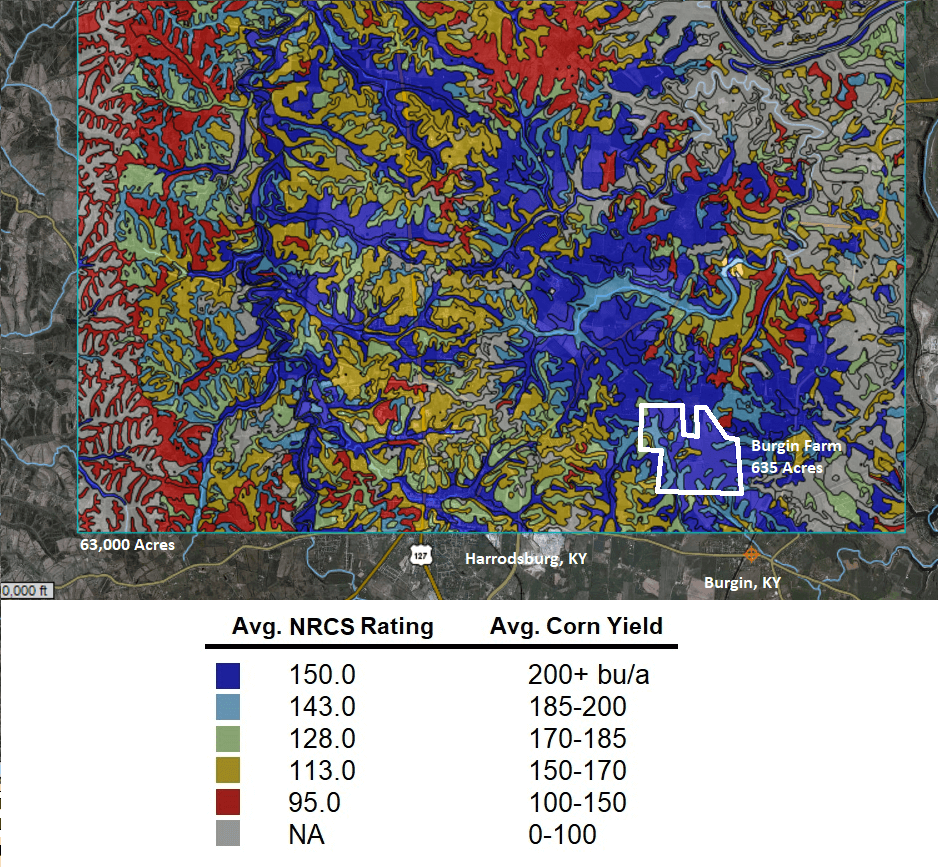 Burgin Farm
635 Acres
63,000 Acres
127
Harrodsburg, KY
Burgin, KY
0,000 ft
Avg. NRCS Rating Avg. Corn Yield
150.0 200+ bu/a
143.0 185-200
128.0 170-185
113.0 150-170
95.0 100-150
NA 0-100